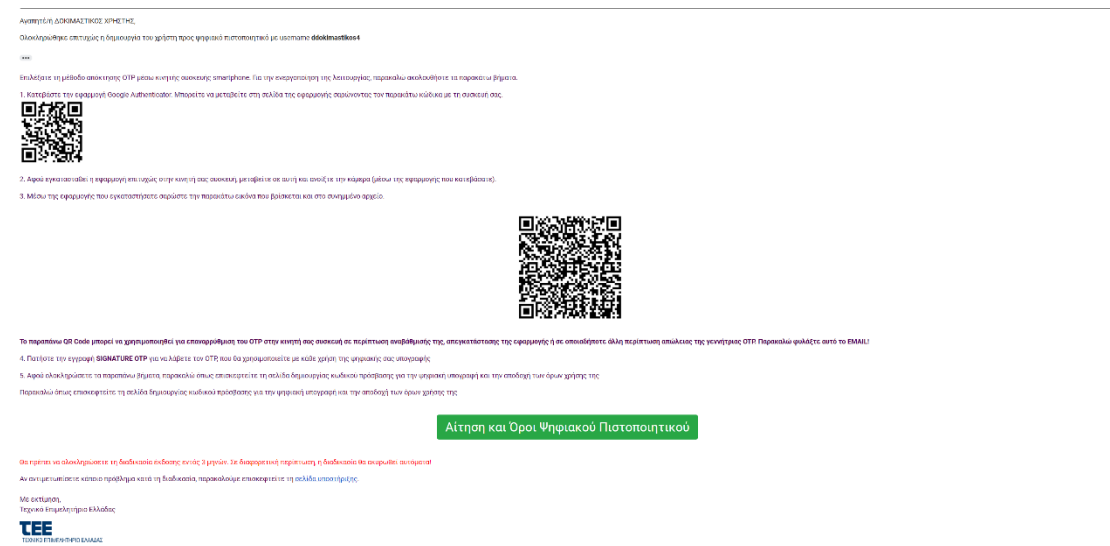 Αγαπητέ/ή ΔΟΚΙΜΑΣΤΙΚΟΣ ΧΡΗΣΤΗΣ,
Ολοκληρώθηκε επιτυχώς η δημιουργία του χρήστη προς ψηφιακό πιστοποιητικό με username ddokimastikos4
•••
Επιλέξατε τη μέθοδο απόκτησης OTP μέσω κινητής συσκευής smartphone. Για την ενεργοποίηση της λειτουργίας, παρακαλώ ακολουθήστε τα παρακάτω βήματα.
1. Κατεβάστε την εφαρμογή Google Authenticator. Μπορείτε να μεταβείτε στη σελίδα της εφαρμογής σαρώνοντας τον παρακάτω κώδικα με τη συσκευή σας.
2. Αφού εγκατασταθεί η εφαρμογή επιτυχώς στην κινητή σας συσκευή, μεταβείτε σε αυτή και ανοίξτε την κάμερα (μέσω της εφαρμογής που κατεβάσατε).
3. Μέσω της εφαρμογής που εγκαταστήσατε σαρώστε την παρακάτω εικόνα που βρίσκεται και στο συνημμένο αρχείο.
Το παραπάνω QR Code μπορεί να χρησιμοποιηθεί για επαναρρύθμιση του OTP στην κινητή σας συσκευή σε περίπτωση αναβάθμισής της, απεγκατάστασης της εφαρμογής ή σε οποιαδήποτε άλλη περίπτωση απώλειας της γεννήτριας OTP. Παρακαλώ φυλάξτε αυτό το EMAIL!
4. Πατήστε την εγγραφή SIGNATURE OTP για να λάβετε τον OTP, που θα χρησιμοποιείτε με κάθε χρήση της ψηφιακής σας υπογραφής
5. Αφού ολοκληρώσετε τα παραπάνω βήματα, παρακαλώ όπως επισκεφτείτε τη σελίδα δημιουργίας κωδικού πρόσβασης για την ψηφιακή υπογραφή και την αποδοχή των όρων χρήσης της
Παρακαλώ όπως επισκεφτείτε τη σελίδα δημιουργίας κωδικού πρόσβασης για την ψηφιακή υπογραφή και την αποδοχή των όρων χρήσης της
Αίτηση και Όροι Ψηφιακού Πιστοποιητικού
Θα πρέπει να ολοκληρώσετε τη διαδικασία έκδοσης εντός 3 μηνών. Σε διαφορετική περίπτωση, η διαδικασία θα ακυρωθεί αυτόματα!
Αν αντιμετωπίσετε κάποιο πρόβλημα κατά τη διαδικασία, παρακαλούμε επισκεφτείτε τη σελίδα υποστήριξης.
Με εκτίμηση,
Τεχνικό Επιμελητήριο Ελλάδας
TEE
ΤΕΧΝΙΚΟ ΕΠΙΜΕΛΗΤΗΡΙΟ ΕΛΛΑΔΑΣ